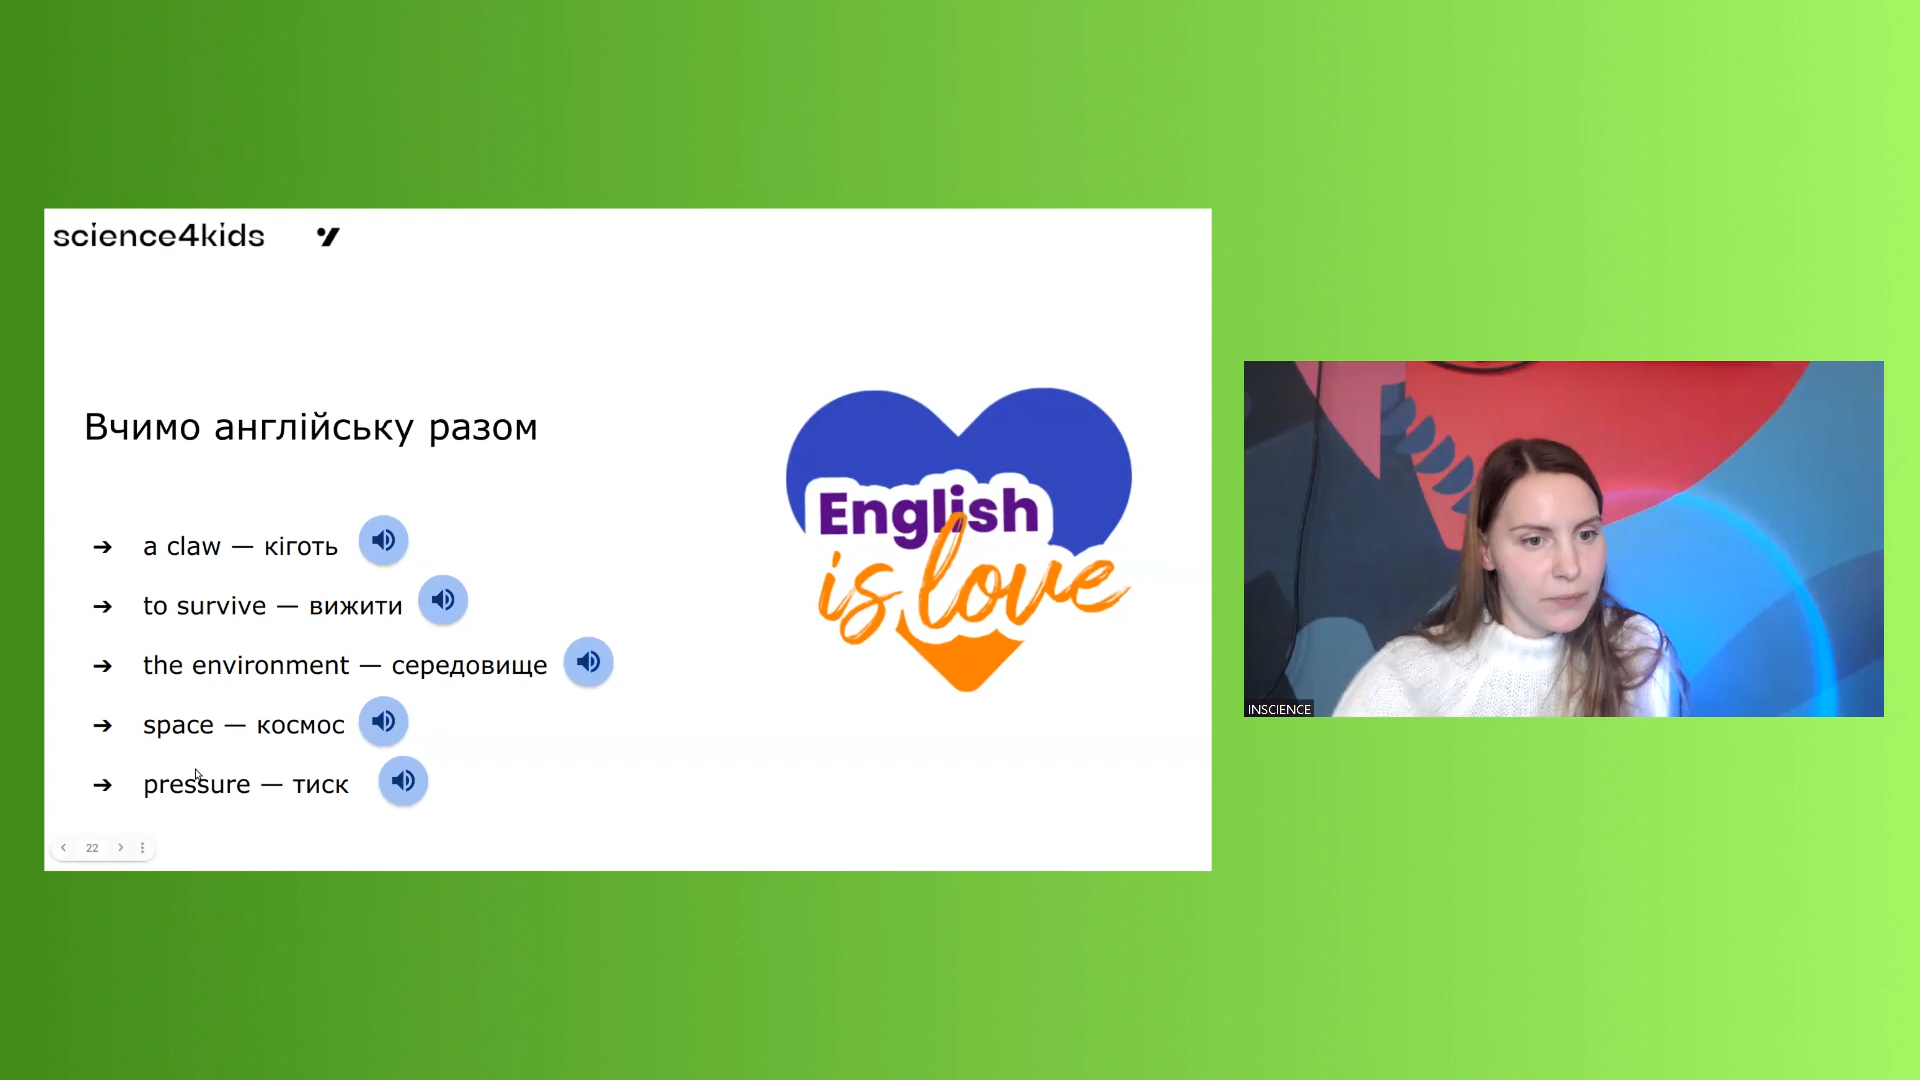 science4kids
Вчимо англійську разом
➔ a claw — кіготь
➔ to survive — вижити
➔ the environment — середовище
➔ space — космос
➔ pressure — тиск
English
is love
22
INSCIENCE